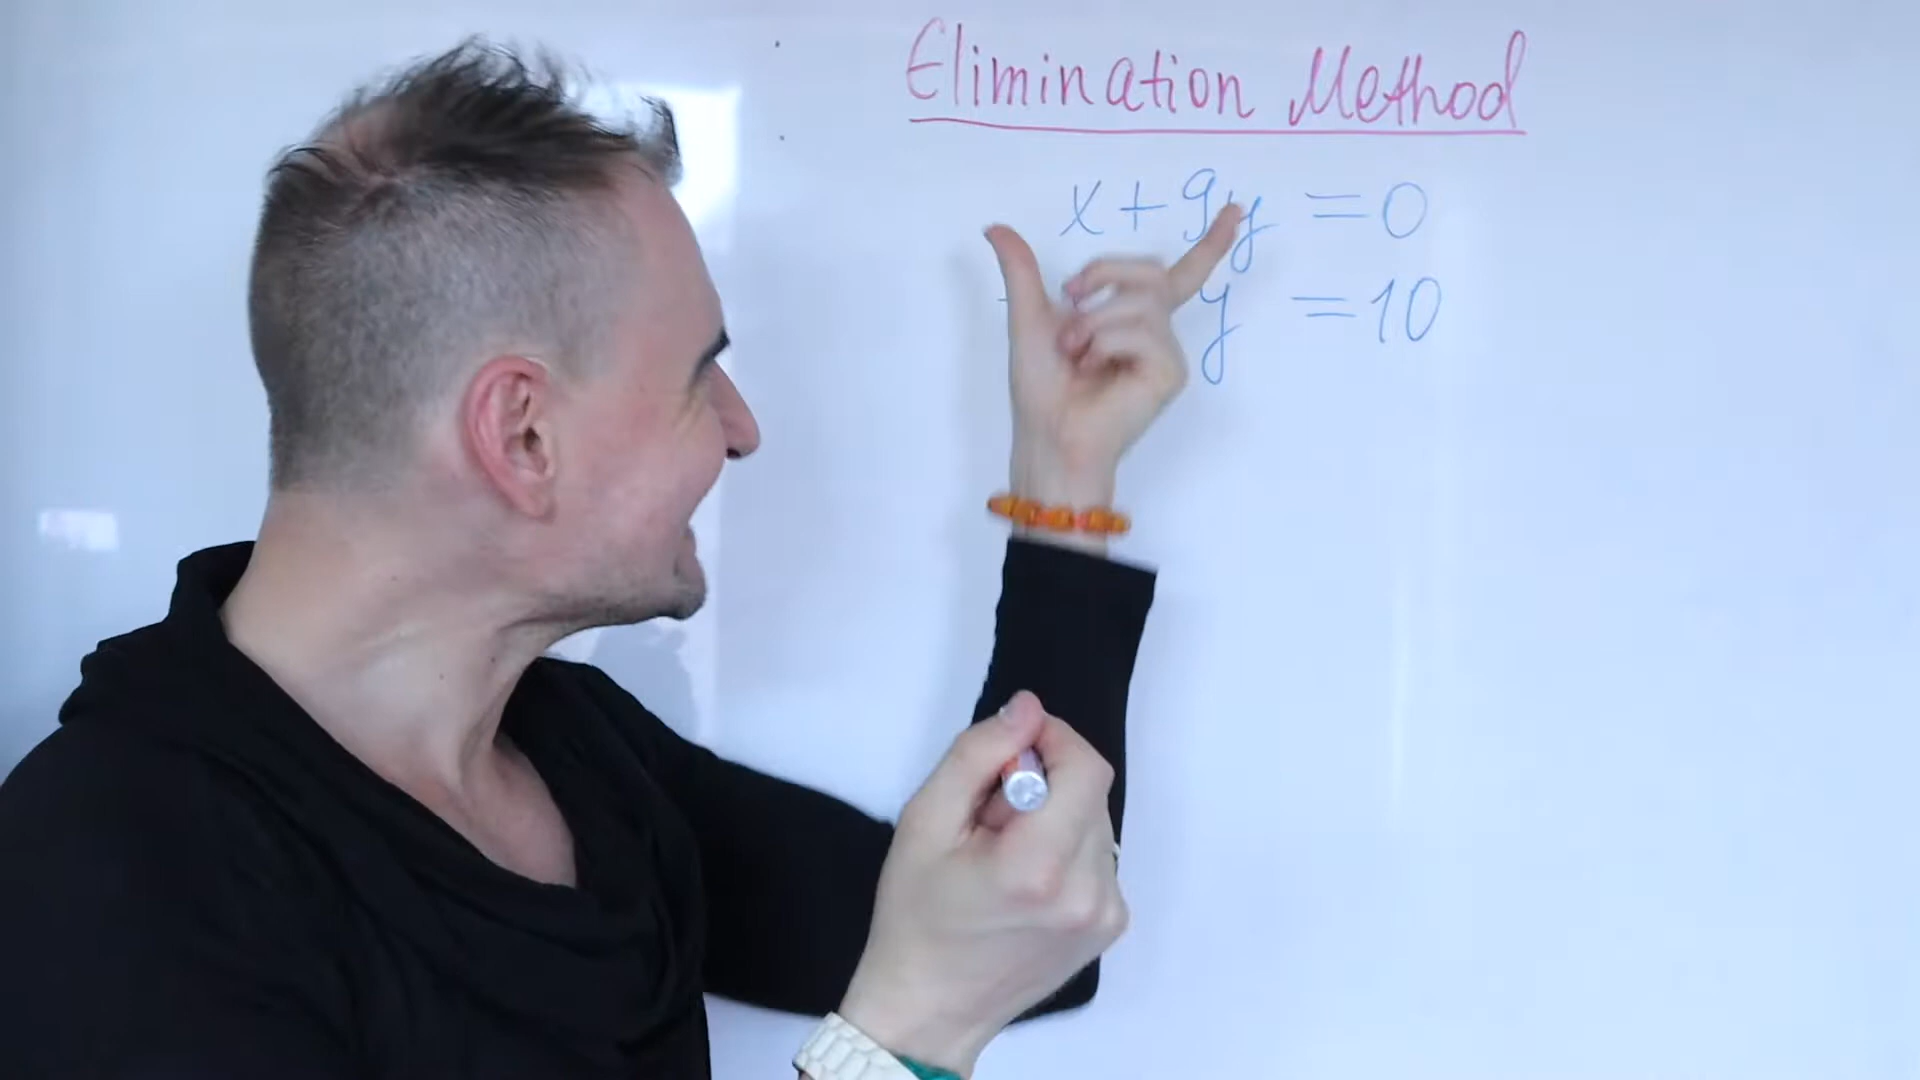 Elimination Method
x+9y =0
y =10